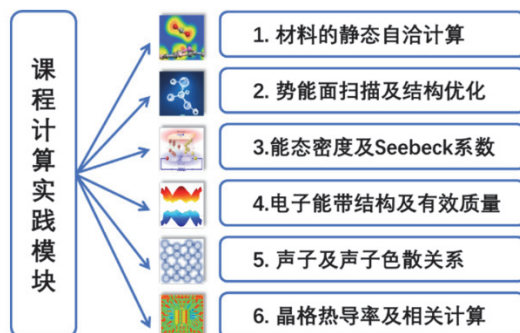 课程计算实践模块
1. 材料的静态自洽计算
2. 势能面扫描及结构优化
3.能态密度及Seebeck系数
4.电子能带结构及有效质量
5. 声子及声子色散关系
6. 晶格热导率及相关计算